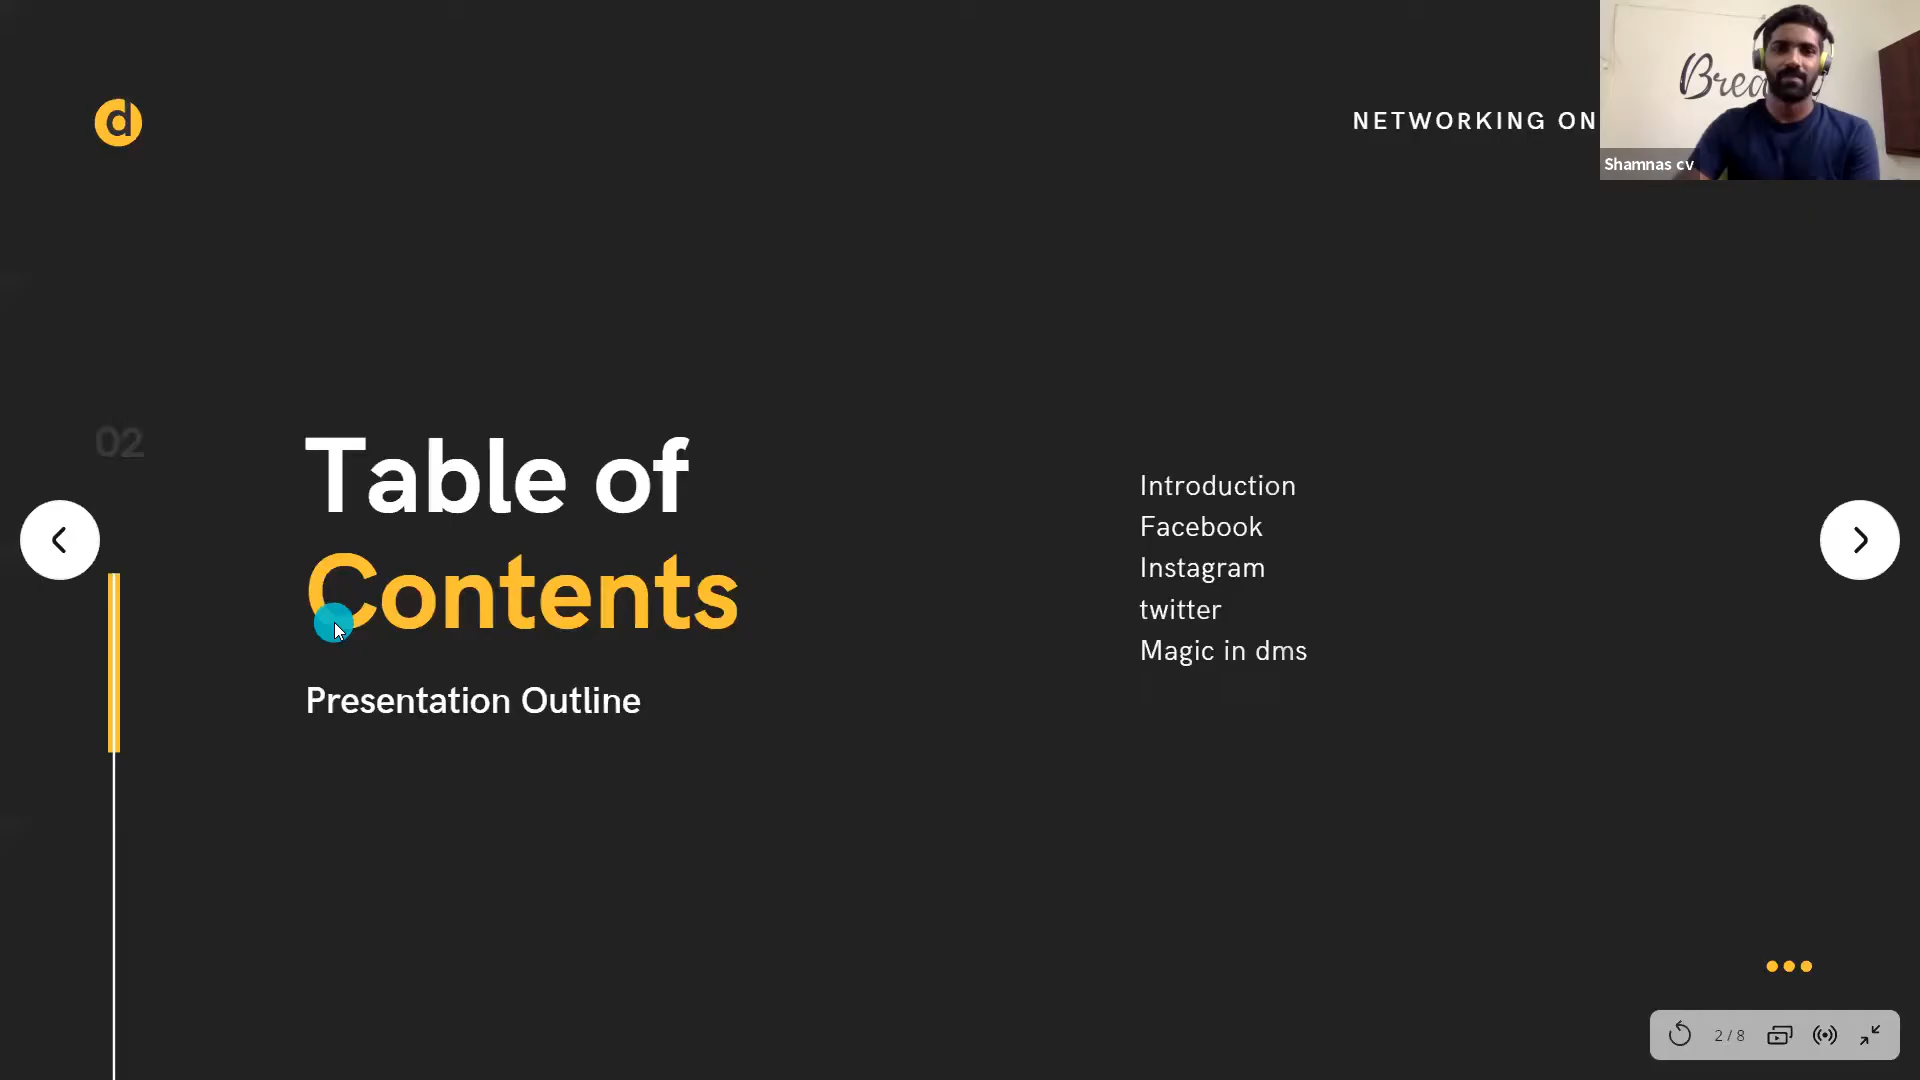 d
NETWORKING ON
Brea
Shamnas cv
02
Table of
Contents
Presentation Outline
Introduction
Facebook
Instagram
twitter
Magic in dms
2 / 8